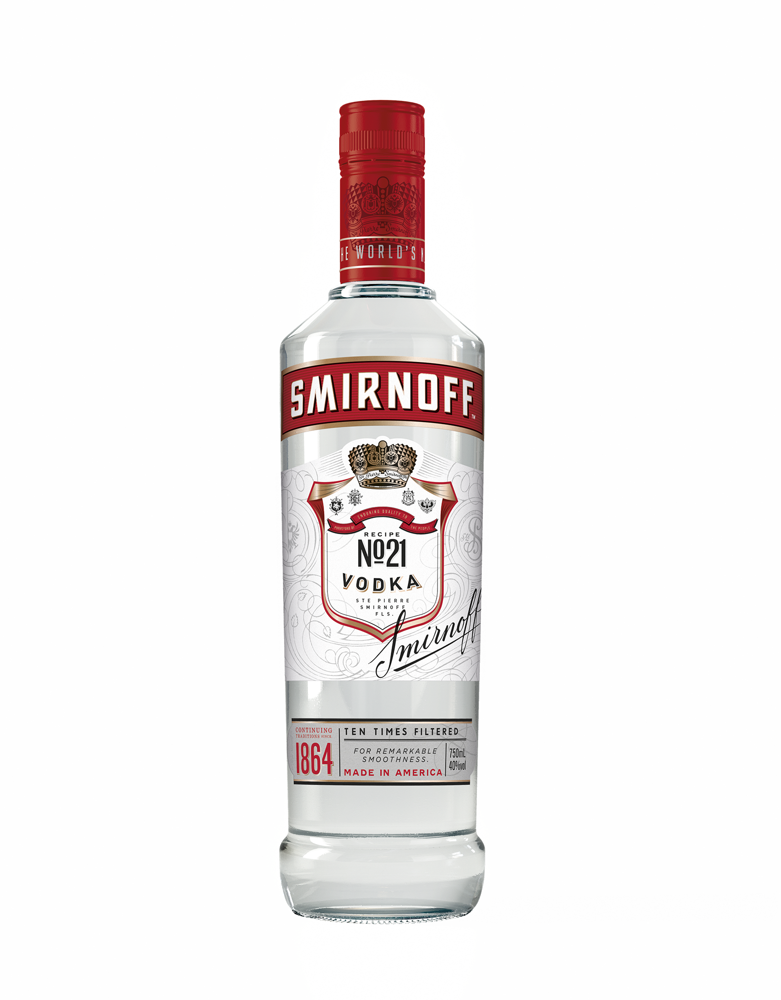 Ste Pierre Smirnoff Fls
HE WORLD'S
SMIRNOFF™
Ste Pierre Smirnoff Fls
TS
ENDURING QUALITY TO
PURVEYORS OF THE PEOPLE
RECIPE
Nº21
VODKA
STE PIERRE
SMIRNOFF
FLS.
Smirnoff
CONTINUING
TRADITIONS SINCE
1864
TEN TIMES FILTERED
FOR REMARKABLE
SMOOTHNESS.
MADE IN AMERICA
750mL
40%vol